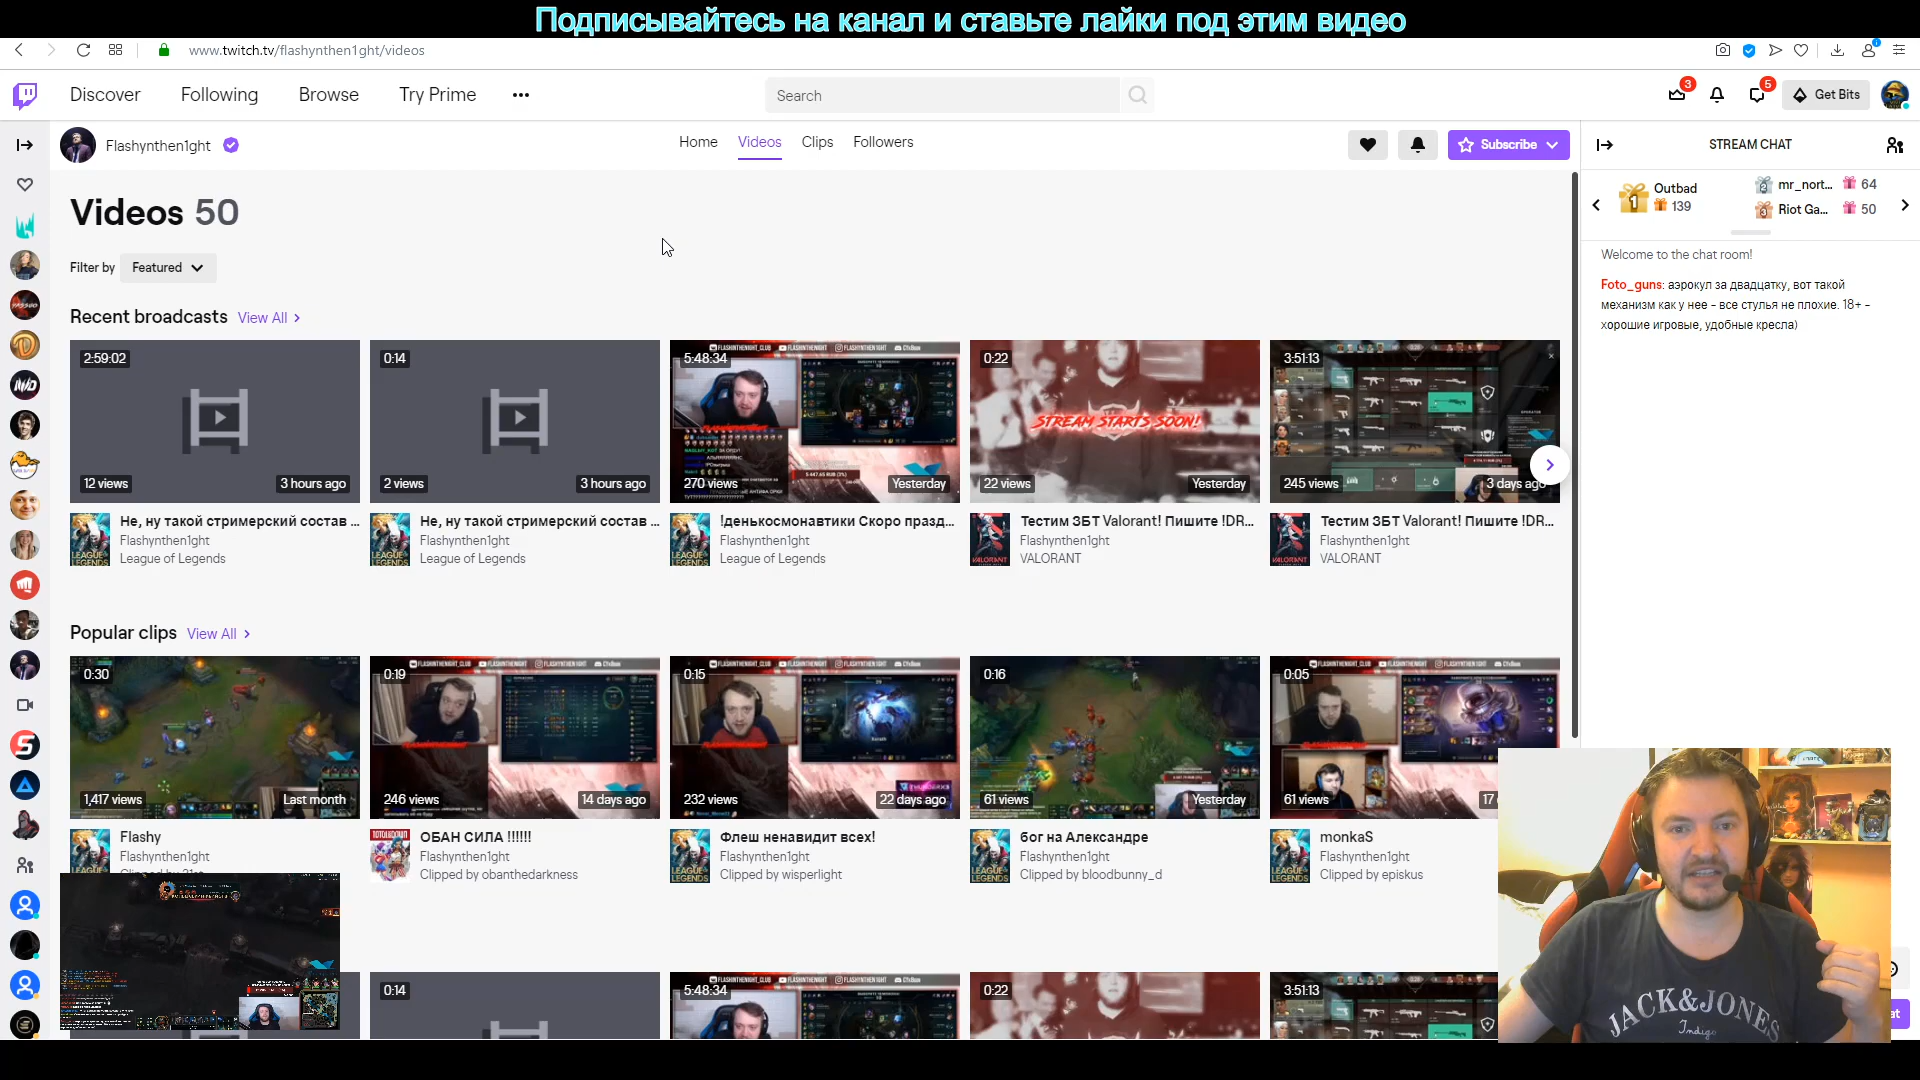 Подписывайтесь на канал и ставьте лайки под этим видео
www.twitch.tv/flashynthen1ght/videos
Discover
Following
Browse
Try Prime
Search
3
5
Get Bits
Flashynthen1ght
Home
Videos
Clips
Followers
Subscribe
STREAM CHAT
Outbad
139
mr_nort...
64
Riot Ga...
50
Welcome to the chat room!
Foto_guns: аэрокул за двадцатку, вот такой
механизм как у нее - все стулья не плохие. 18+ -
хорошие игровые, удобные кресла)
Videos 50
Filter by
Featured
Recent broadcasts
View All
2:59:02
12 views
3 hours ago
Не, ну такой стримерский состав ...
Flashynthen1ght
League of Legends
0:14
2 views
3 hours ago
Не, ну такой стримерский состав ...
Flashynthen1ght
League of Legends
5:48:34
270 views
Yesterday
!денькосмонавтики Скоро празд...
Flashynthen1ght
League of Legends
0:22
STREAM STARTS SOON!
22 views
Yesterday
Тестим ЗБТ Valorant! Пишите !DR...
Flashynthen1ght
VALORANT
3:51:13
245 views
3 days ago
Тестим ЗБТ Valorant! Пишите !DR...
Flashynthen1ght
VALORANT
Popular clips
View All
0:30
1,417 views
Last month
Flashy
Flashynthen1ght
0:19
246 views
14 days ago
ОБАН СИЛА !!!!!!
Flashynthen1ght
Clipped by obanthedarkness
0:15
232 views
22 days ago
Флеш ненавидит всех!
Flashynthen1ght
Clipped by wisperlight
0:16
61 views
Yesterday
бог на Александре
Flashynthen1ght
Clipped by bloodbunny_d
0:05
61 views
17
monkaS
Flashynthen1ght
Clipped by episkus
0:14
5:48:34
0:22
3:51:13
JACK&JONES
Indigo